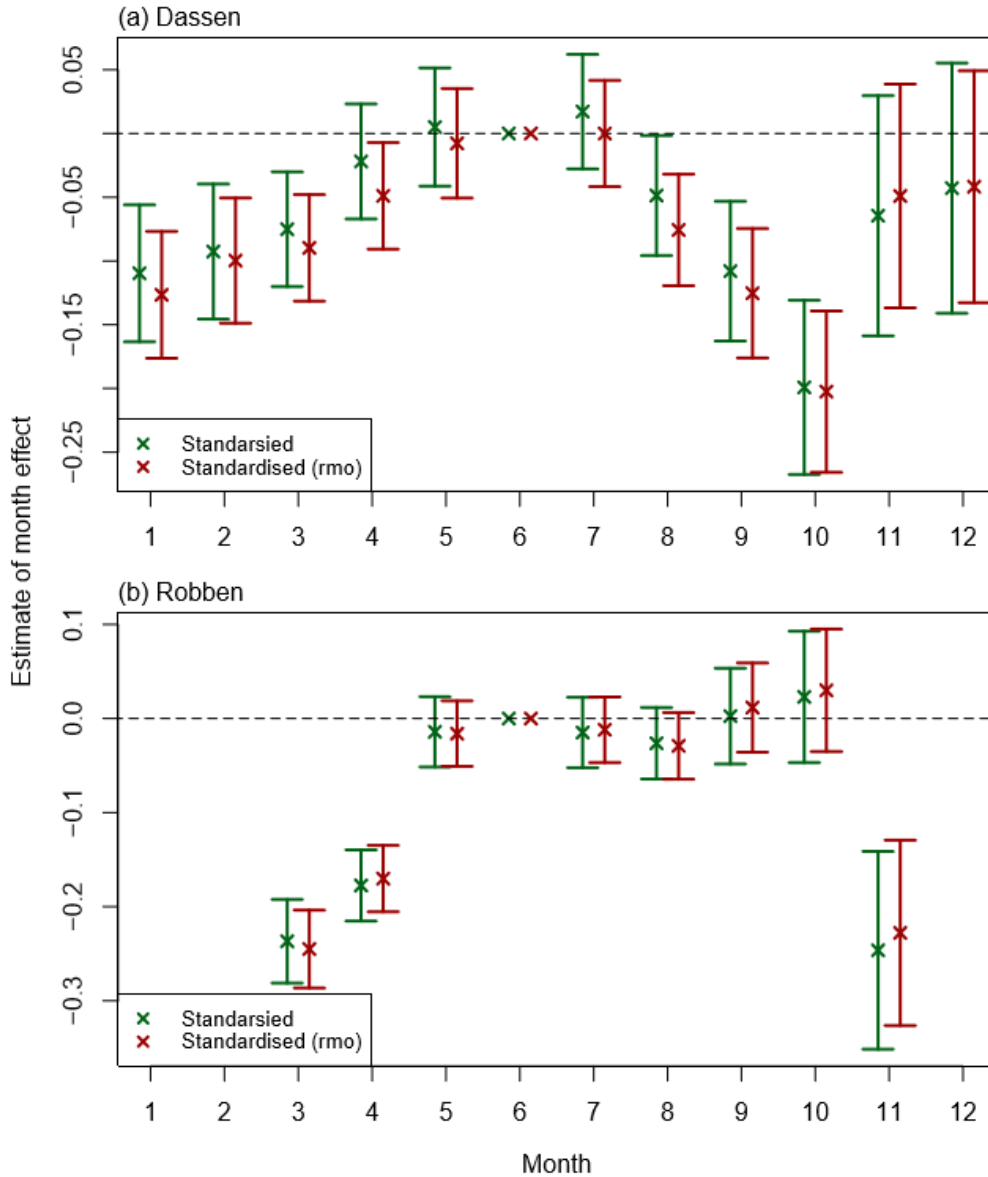 (a) Dassen
0.05
−0.05
−0.15
−0.25
Standarsied
Standardised (rmo)
1 2 3 4 5 6 7 8 9 10 11 12
Estimate of month effect
(b) Robben
0.1
0.0
−0.1
−0.2
−0.3
Standarsied
Standardised (rmo)
1 2 3 4 5 6 7 8 9 10 11 12
Month